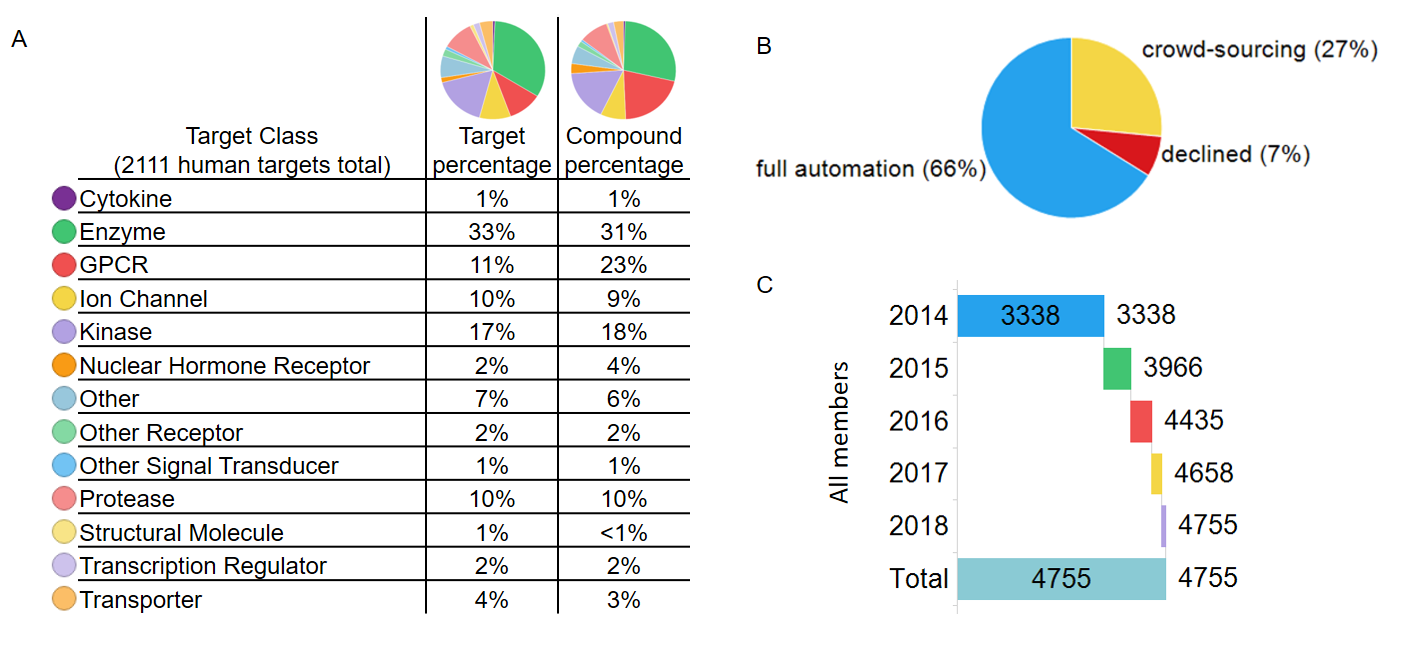 A
Target Class
(2111 human targets total)
Target percentage
Compound percentage
Cytokine 1% 1%
Enzyme 33% 31%
GPCR 11% 23%
Ion Channel 10% 9%
Kinase 17% 18%
Nuclear Hormone Receptor 2% 4%
Other 7% 6%
Other Receptor 2% 2%
Other Signal Transducer 1% 1%
Protease 10% 10%
Structural Molecule 1% <1%
Transcription Regulator 2% 2%
Transporter 4% 3%
B
crowd-sourcing (27%)
declined (7%)
full automation (66%)
C
All members
2014 3338 3338
2015 3966
2016 4435
2017 4658
2018 4755
Total 4755 4755